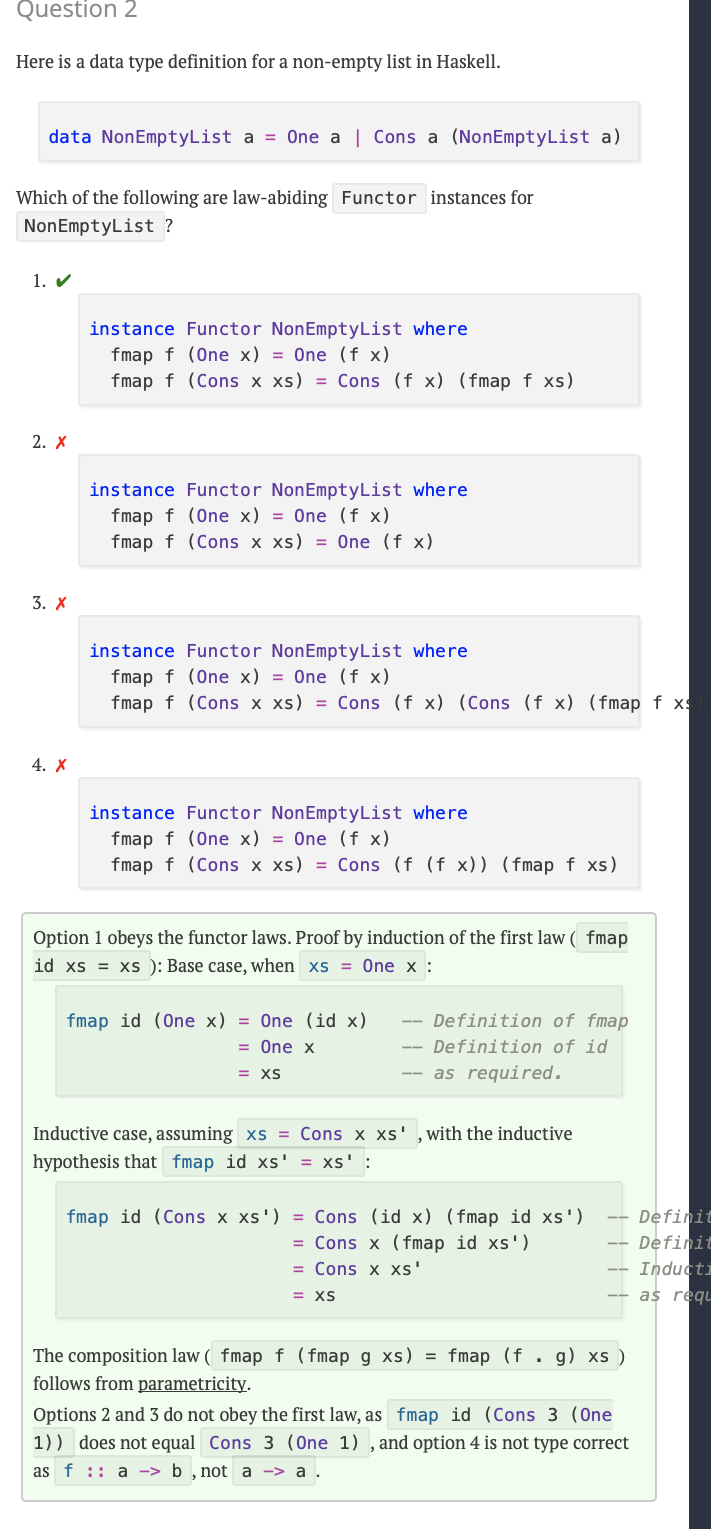 Question 2
Here is a data type definition for a non-empty list in Haskell.
data NonEmptyList a = One a | Cons a (NonEmptyList a)
Which of the following are law-abiding Functor instances for
NonEmptyList ?
1. ✔
instance Functor NonEmptyList where
fmap f (One x) = One (f x)
fmap f (Cons x xs) = Cons (f x) (fmap f xs)
2. ✗
instance Functor NonEmptyList where
fmap f (One x) = One (f x)
fmap f (Cons x xs) = One (f x)
3. ✗
instance Functor NonEmptyList where
fmap f (One x) = One (f x)
fmap f (Cons x xs) = Cons (f x) (Cons (f x) (fmap f xs)
4. ✗
instance Functor NonEmptyList where
fmap f (One x) = One (f x)
fmap f (Cons x xs) = Cons (f (f x)) (fmap f xs)
Option 1 obeys the functor laws. Proof by induction of the first law ( fmap
id xs = xs ): Base case, when xs = One x :
fmap id (One x) = One (id x) -- Definition of fmap
= One x -- Definition of id
= xs -- as required.
Inductive case, assuming xs = Cons x xs' , with the inductive
hypothesis that fmap id xs' = xs' :
fmap id (Cons x xs') = Cons (id x) (fmap id xs') -- Definit
= Cons x (fmap id xs') -- Definit
= Cons x xs' -- Inducti
= xs -- as requ
The composition law ( fmap f (fmap g xs) = fmap (f . g) xs )
follows from parametricity.
Options 2 and 3 do not obey the first law, as fmap id (Cons 3 (One
1)) does not equal Cons 3 (One 1) , and option 4 is not type correct
as f :: a -> b , not a -> a .